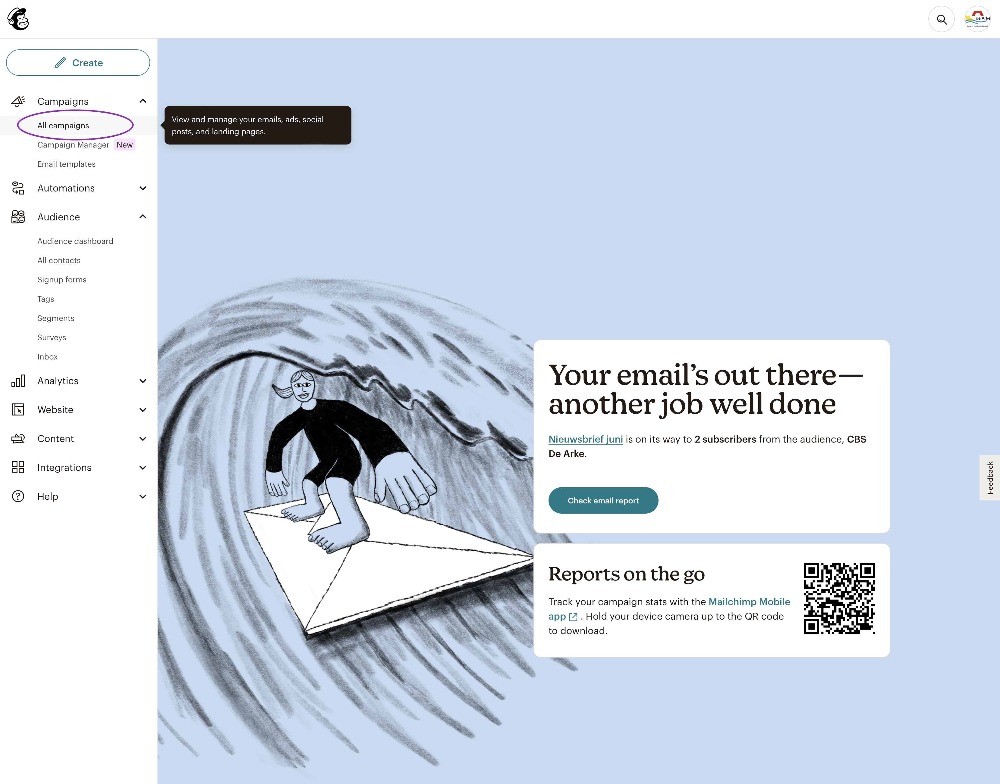 de Arke
Create
Campaigns
All campaigns
View and manage your emails, ads, social
posts, and landing pages.
Campaign Manager New
Email templates
Automations
Audience
Audience dashboard
All contacts
Signup forms
Tags
Segments
Surveys
Inbox
Analytics
Website
Content
Integrations
Help
Your email’s out there—
another job well done
Nieuwsbrief juni is on its way to 2 subscribers from the audience, CBS
De Arke.
Check email report
Reports on the go
Track your campaign stats with the Mailchimp Mobile
app . Hold your device camera up to the QR code
to download.
Feedback